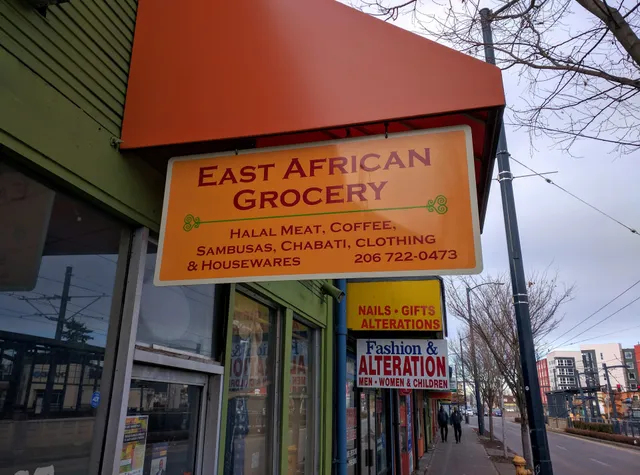 EAST AFRICAN
GROCERY
HALAL MEAT, COFFEE,
SAMBUSAS, CHABATI, CLOTHING
& HOUSEWARES 206 722-0473
NAILS • GIFTS
ALTERATIONS
Fashion &
ALTERATION
MEN • WOMEN & CHILDREN